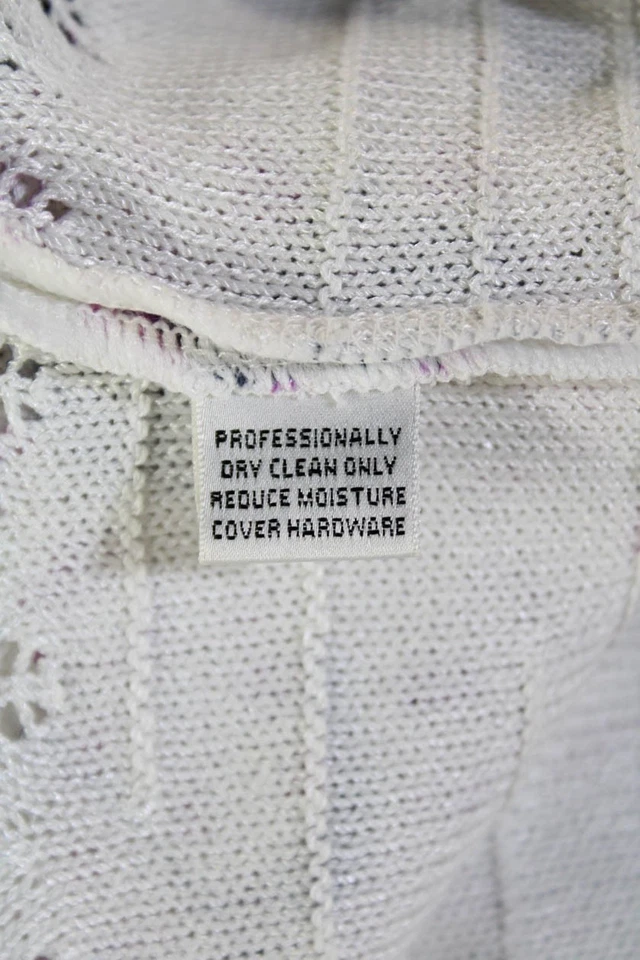 PROFESSIONALLY
DRY CLEAN ONLY
REDUCE MOISTURE
COVER HARDWARE